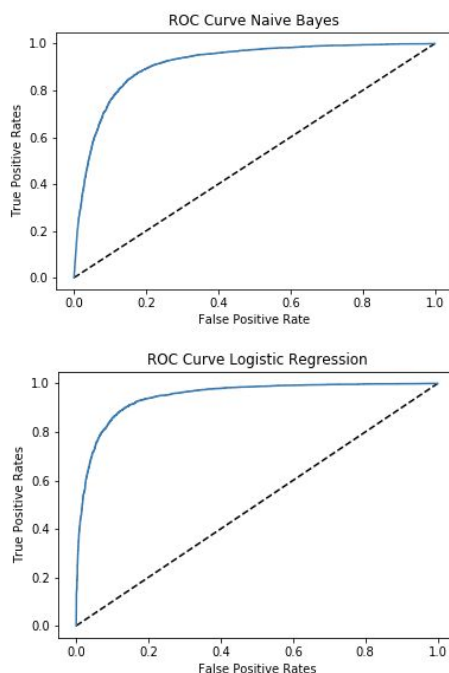 ROC Curve Naive Bayes
1.0
0.8
0.6
0.4
0.2
0.0
True Positive Rates
0.0 0.2 0.4 0.6 0.8 1.0
False Positive Rate
ROC Curve Logistic Regression
1.0
0.8
0.6
0.4
0.2
0.0
True Positive Rates
0.0 0.2 0.4 0.6 0.8 1.0
False Positive Rates